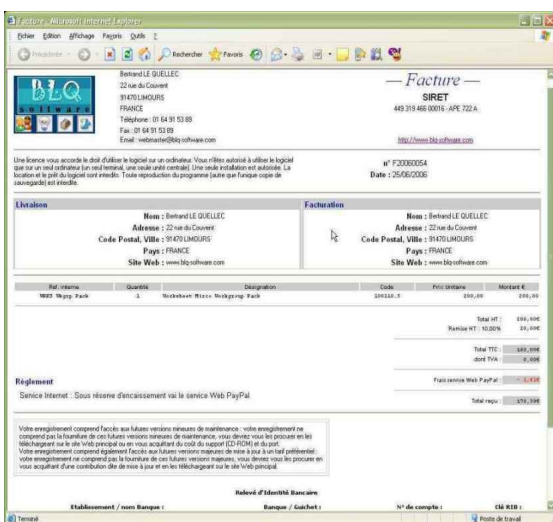 Facture - Microsoft Internet Explorer
Fichier Edition Affichage Favoris Outils ?
Précédente Rechercher Favoris
BLQ
software
Bertrand LE QUELLEC
22 rue du Couvent
91470 LIMOURS
FRANCE
Téléphone : 01 64 91 53 89
Fax : 01 64 91 53 89
Email : webmaster@blq-software.com
— Facture —
SIRET
449 319 466 00016 - APE 722 A
http://www.blq-software.com
Une licence vous accorde le droit d'utiliser le logiciel sur un ordinateur. Vous n'êtes autorisé à utiliser le logiciel
que sur un seul ordinateur (un seul terminal, une seule unité centrale). Une seule installation est autorisée. La
location et le prêt du logiciel sont interdits. Toute reproduction du programme (autre que l'unique copie de
sauvegarde) est interdite.
n° F20060054
Date : 25/06/2006
Livraison
Nom : Bertrand LE QUELLEC
Adresse : 22 rue du Couvent
Code Postal, Ville : 91470 LIMOURS
Pays : FRANCE
Site Web : www.blq-software.com
Facturation
Nom : Bertrand LE QUELLEC
Adresse : 22 rue du Couvent
Code Postal, Ville : 91470 LIMOURS
Pays : FRANCE
Site Web : www.blq-software.com
Ref. interne Quantité Désignation Code Prix Unitaire Montant €
Pack 1 Worksheet Micro Workgroup Pack 200,00 200,00
Total HT : 200,00€
Remise HT : 10,00% 20,00€
Total TTC : 180,00€
dont TVA : 0,00€
Règlement
Frais service Web PayPal :
Service Internet : Sous réserve d'encaissement vai le service Web PayPal
Total reçu :
Votre enregistrement comprend l'accès aux futures versions mineures de maintenance : votre enregistrement ne
comprend pas la fourniture de ces futures versions mineures de maintenance, vous devrez vous les procurer en les
téléchargeant sur le site Web principal ou en vous acquittant du coût du support (CD-ROM) et du port.
Votre enregistrement comprend également l'accès aux futures versions majeures de mise à jour à un tarif préférentiel :
votre enregistrement ne comprend pas la fourniture de ces futures versions majeures, vous devrez vous les procurer en
vous acquittant d'une contribution dite de mise à jour et en les téléchargeant sur le site Web principal.
Relevé d'Identité Bancaire
Etablissement / nom Banque : Banque / Guichet : N° de compte : Clé RIB :
Terminé Poste de travail